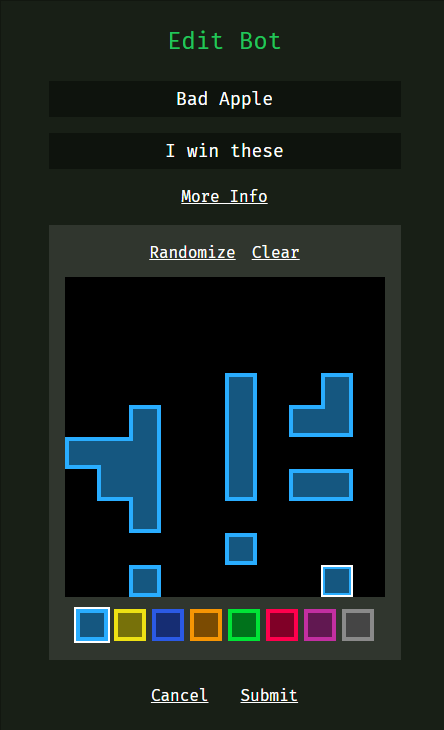 Edit Bot
Bad Apple
I win these
More Info
Randomize Clear
Cancel Submit